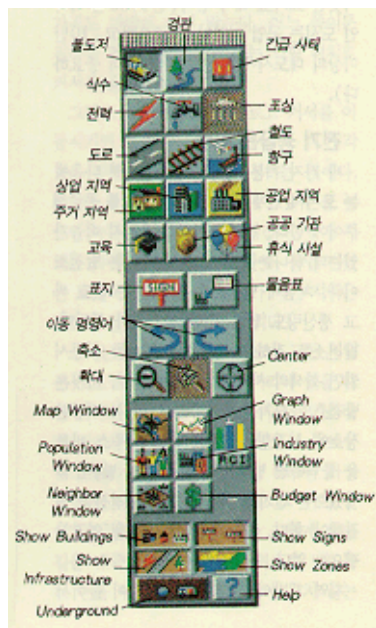 경관
불도저
긴급 사태
식수
전력
포상
철도
도로
항구
상업 지역
공업 지역
주거 지역
공공 기관
교육
휴식 시설
표지
SIGNS
물음표
이동 명령어
축소
Center
확대
Map Window
Graph Window
RCI
Population Window
Industry Window
Neighbor Window
Budget Window
Show Buildings
Show Signs
Show Infrastructure
Show Zones
Help
Underground